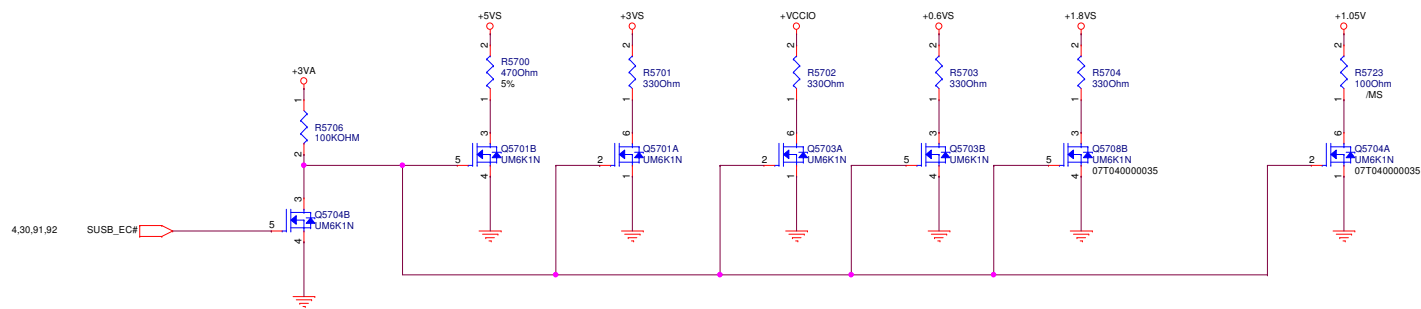 +5VS
+3VS
+VCCIO
+0.6VS
+1.8VS
+1.05V
2
2
2
2
2
2
R5700
470Ohm
5%
R5701
330Ohm
R5702
330Ohm
R5703
330Ohm
R5704
330Ohm
R5723
100Ohm
/MS
+3VA
1
1
1
1
1
1
1
R5706
100KOHM
2
3
6
6
3
3
6
5
Q5701B
UM6K1N
4
2
Q5701A
UM6K1N
1
2
Q5703A
UM6K1N
1
5
Q5703B
UM6K1N
4
5
Q5708B
UM6K1N
07T040000035
4
2
Q5704A
UM6K1N
07T040000035
1
3
Q5704B
UM6K1N
5
4
4,30,91,92
SUSB_EC#